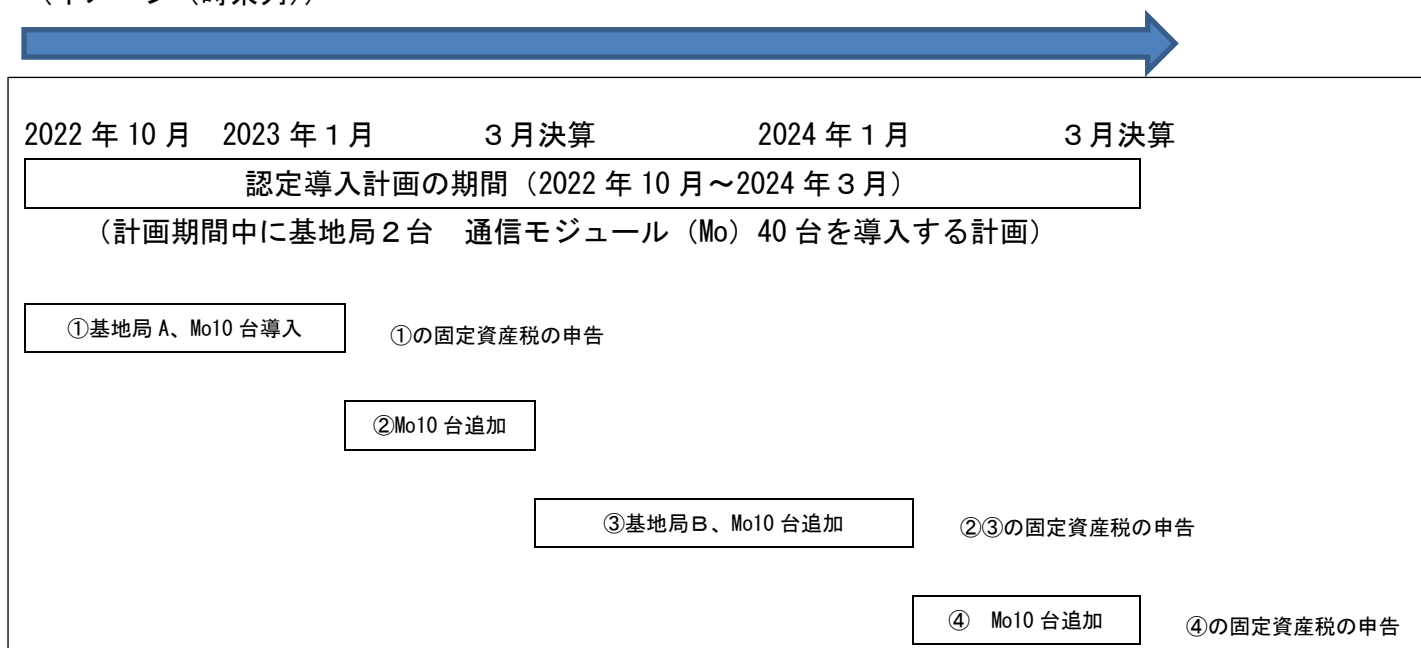 2022 年 10 月 2023 年１月 ３月決算 2024 年１月 ３月決算
認定導入計画の期間（2022 年 10 月～2024 年３月）
（計画期間中に基地局２台 通信モジュール（Mo）40 台を導入する計画）
①基地局 A、Mo10 台導入 ①の固定資産税の申告
②Mo10 台追加
③基地局Ｂ、Mo10 台追加 ②③の固定資産税の申告
④ Mo10 台追加 ④の固定資産税の申告